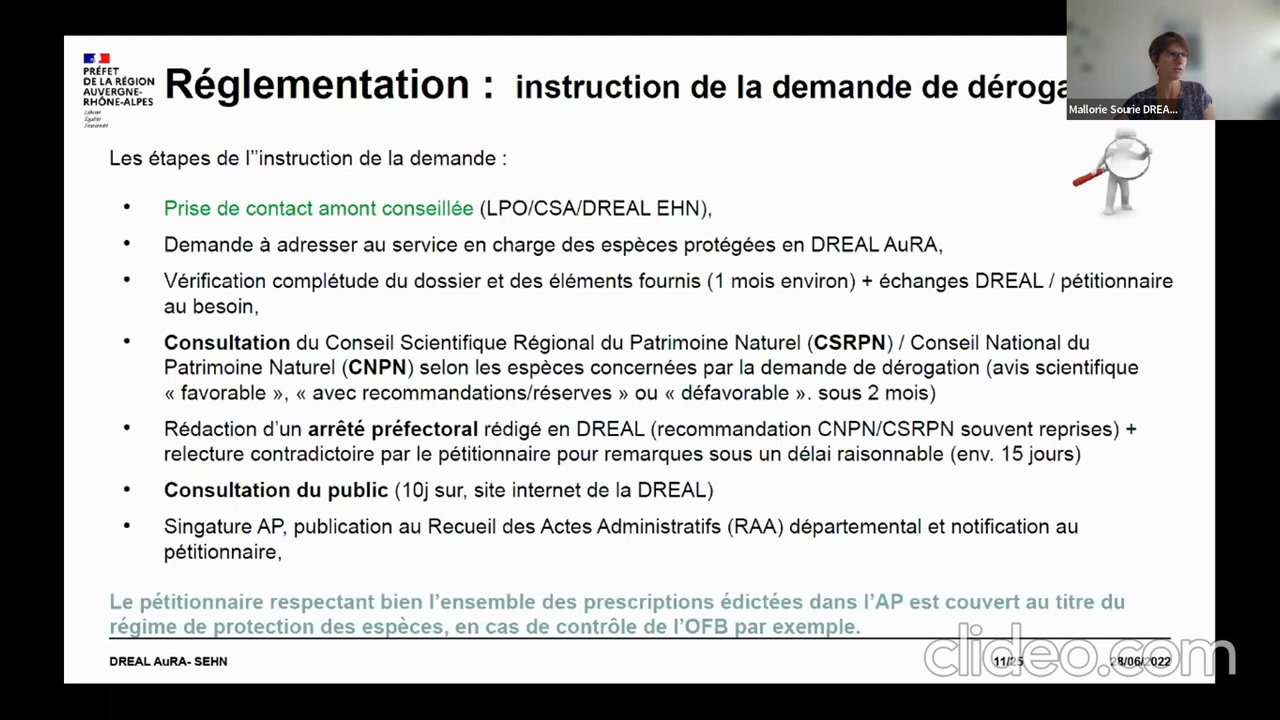 PRÉFET
DE LA RÉGION
AUVERGNE-
RHÔNE-ALPES
Liberté
Égalité
Fraternité
Réglementation : instruction de la demande de déroga
Mallorie Sourie DREA...
Les étapes de l''instruction de la demande :
• Prise de contact amont conseillée (LPO/CSA/DREAL EHN),
• Demande à adresser au service en charge des espèces protégées en DREAL AuRA,
• Vérification complétude du dossier et des éléments fournis (1 mois environ) + échanges DREAL / pétitionnaire
au besoin,
• Consultation du Conseil Scientifique Régional du Patrimoine Naturel (CSRPN) / Conseil National du
Patrimoine Naturel (CNPN) selon les espèces concernées par la demande de dérogation (avis scientifique
« favorable », « avec recommandations/réserves » ou « défavorable ». sous 2 mois)
• Rédaction d'un arrêté préfectoral rédigé en DREAL (recommandation CNPN/CSRPN souvent reprises) +
relecture contradictoire par le pétitionnaire pour remarques sous un délai raisonnable (env. 15 jours)
• Consultation du public (10j sur, site internet de la DREAL)
• Singature AP, publication au Recueil des Actes Administratifs (RAA) départemental et notification au
pétitionnaire,
Le pétitionnaire respectant bien l'ensemble des prescriptions édictées dans l'AP est couvert au titre du
régime de protection des espèces, en cas de contrôle de l'OFB par exemple.
DREAL AuRA- SEHN
11/25
28/06/2022
clideo.com